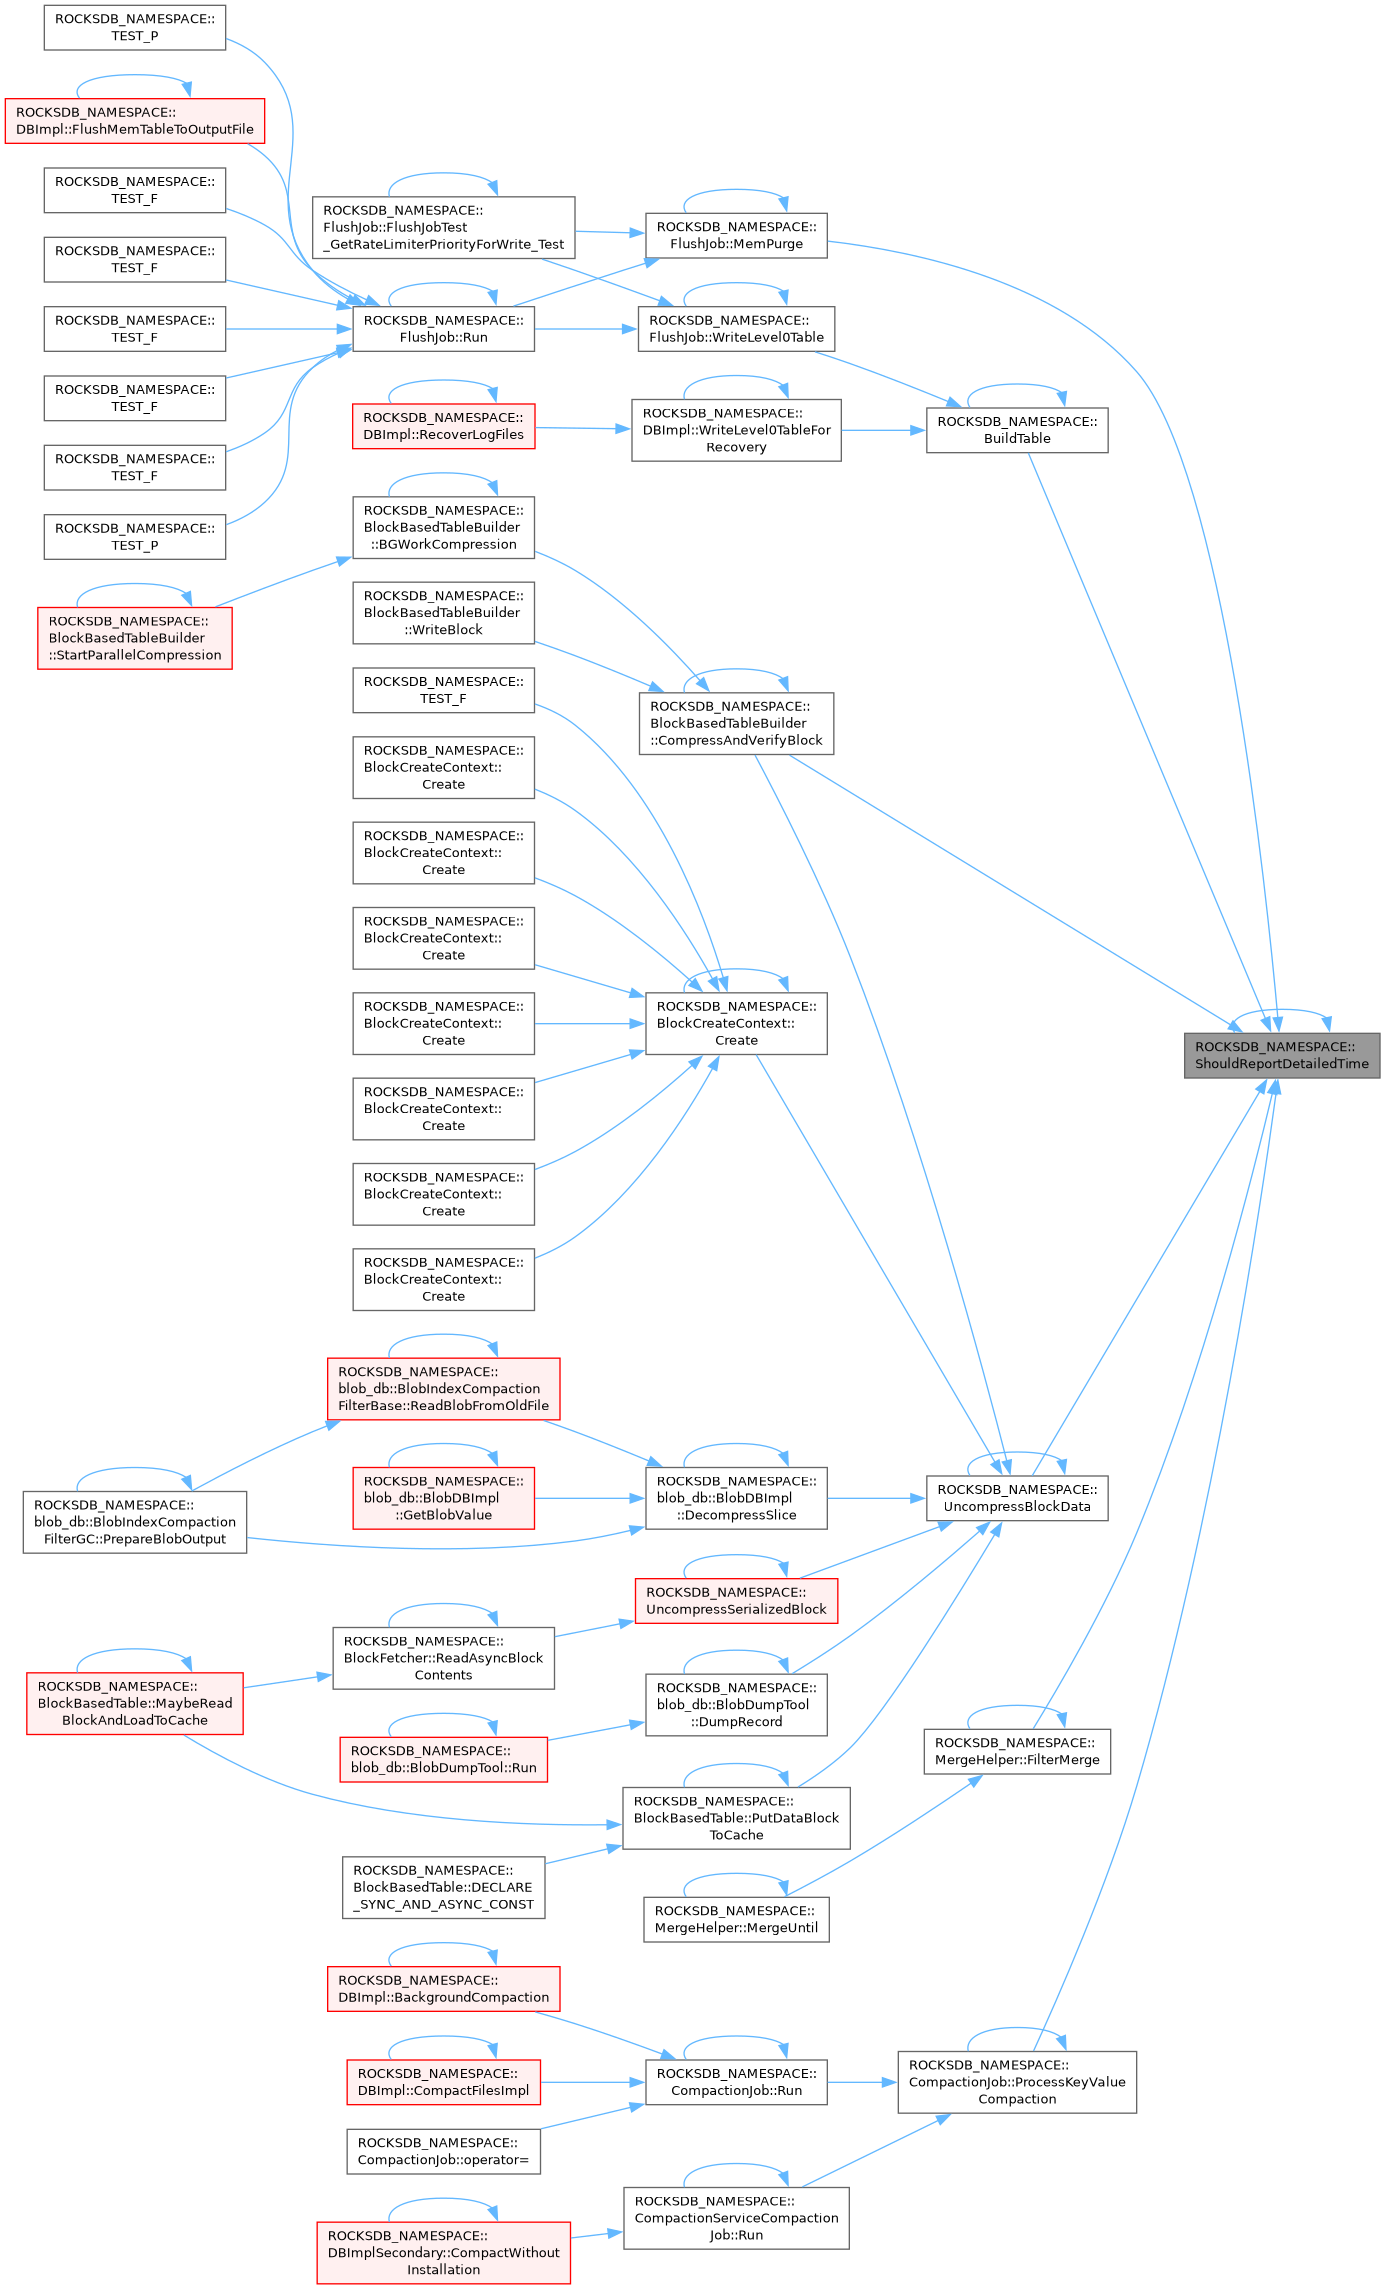 ROCKSDB_NAMESPACE::
TEST_P
ROCKSDB_NAMESPACE::
DBImpl::FlushMemTableToOutputFile
ROCKSDB_NAMESPACE::
TEST_F
ROCKSDB_NAMESPACE::
TEST_F
ROCKSDB_NAMESPACE::
TEST_F
ROCKSDB_NAMESPACE::
TEST_F
ROCKSDB_NAMESPACE::
TEST_F
ROCKSDB_NAMESPACE::
TEST_P
ROCKSDB_NAMESPACE::
BlockBasedTableBuilder
::StartParallelCompression
ROCKSDB_NAMESPACE::
blob_db::BlobIndexCompaction
FilterGC::PrepareBlobOutput
ROCKSDB_NAMESPACE::
BlockBasedTable::MaybeRead
BlockAndLoadToCache
ROCKSDB_NAMESPACE::
FlushJob::FlushJobTest
_GetRateLimiterPriorityForWrite_Test
ROCKSDB_NAMESPACE::
FlushJob::Run
ROCKSDB_NAMESPACE::
DBImpl::RecoverLogFiles
ROCKSDB_NAMESPACE::
BlockBasedTableBuilder
::BGWorkCompression
ROCKSDB_NAMESPACE::
BlockBasedTableBuilder
::WriteBlock
ROCKSDB_NAMESPACE::
TEST_F
ROCKSDB_NAMESPACE::
BlockCreateContext::
Create
ROCKSDB_NAMESPACE::
BlockCreateContext::
Create
ROCKSDB_NAMESPACE::
BlockCreateContext::
Create
ROCKSDB_NAMESPACE::
BlockCreateContext::
Create
ROCKSDB_NAMESPACE::
BlockCreateContext::
Create
ROCKSDB_NAMESPACE::
BlockCreateContext::
Create
ROCKSDB_NAMESPACE::
BlockCreateContext::
Create
ROCKSDB_NAMESPACE::
blob_db::BlobIndexCompaction
FilterBase::ReadBlobFromOldFile
ROCKSDB_NAMESPACE::
blob_db::BlobDBImpl
::GetBlobValue
ROCKSDB_NAMESPACE::
BlockFetcher::ReadAsyncBlock
Contents
ROCKSDB_NAMESPACE::
blob_db::BlobDumpTool::Run
ROCKSDB_NAMESPACE::
BlockBasedTable::DECLARE
_SYNC_AND_ASYNC_CONST
ROCKSDB_NAMESPACE::
DBImpl::BackgroundCompaction
ROCKSDB_NAMESPACE::
DBImpl::CompactFilesImpl
ROCKSDB_NAMESPACE::
CompactionJob::operator=
ROCKSDB_NAMESPACE::
DBImplSecondary::CompactWithout
Installation
ROCKSDB_NAMESPACE::
FlushJob::MemPurge
ROCKSDB_NAMESPACE::
FlushJob::WriteLevel0Table
ROCKSDB_NAMESPACE::
DBImpl::WriteLevel0TableFor
Recovery
ROCKSDB_NAMESPACE::
BlockBasedTableBuilder
::CompressAndVerifyBlock
ROCKSDB_NAMESPACE::
BlockCreateContext::
Create
ROCKSDB_NAMESPACE::
blob_db::BlobDBImpl
::DecompressSlice
ROCKSDB_NAMESPACE::
UncompressSerializedBlock
ROCKSDB_NAMESPACE::
blob_db::BlobDumpTool
::DumpRecord
ROCKSDB_NAMESPACE::
BlockBasedTable::PutDataBlock
ToCache
ROCKSDB_NAMESPACE::
MergeHelper::MergeUntil
ROCKSDB_NAMESPACE::
CompactionJob::Run
ROCKSDB_NAMESPACE::
CompactionServiceCompaction
Job::Run
ROCKSDB_NAMESPACE::
BuildTable
ROCKSDB_NAMESPACE::
UncompressBlockData
ROCKSDB_NAMESPACE::
MergeHelper::FilterMerge
ROCKSDB_NAMESPACE::
CompactionJob::ProcessKeyValue
Compaction
ROCKSDB_NAMESPACE::
ShouldReportDetailedTime